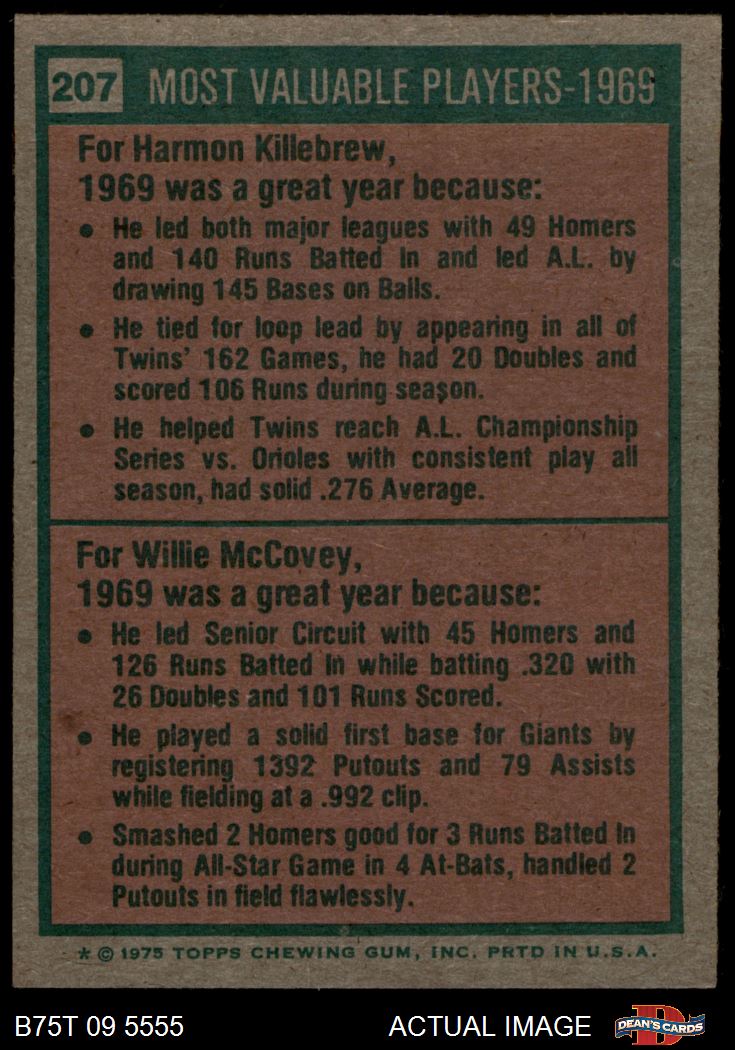 207 MOST VALUABLE PLAYERS-1969
For Harmon Killebrew,
1969 was a great year because:
• He led both major leagues with 49 Homers
and 140 Runs Batted In and led A.L. by
drawing 145 Bases on Balls.
• He tied for loop lead by appearing in all of
Twins' 162 Games, he had 20 Doubles and
scored 106 Runs during season.
• He helped Twins reach A.L. Championship
Series vs. Orioles with consistent play all
season, had solid .276 Average.
For Willie McCovey,
1969 was a great year because:
• He led Senior Circuit with 45 Homers and
126 Runs Batted In while batting .320 with
26 Doubles and 101 Runs Scored.
• He played a solid first base for Giants by
registering 1392 Putouts and 79 Assists
while fielding at a .992 clip.
• Smashed 2 Homers good for 3 Runs Batted In
during All-Star Game in 4 At-Bats, handled 2
Putouts in field flawlessly.
* © 1975 TOPPS CHEWING GUM, INC. PRTD IN U.S.A.
B75T 09 5555 ACTUAL IMAGE D DEAN'S CARDS